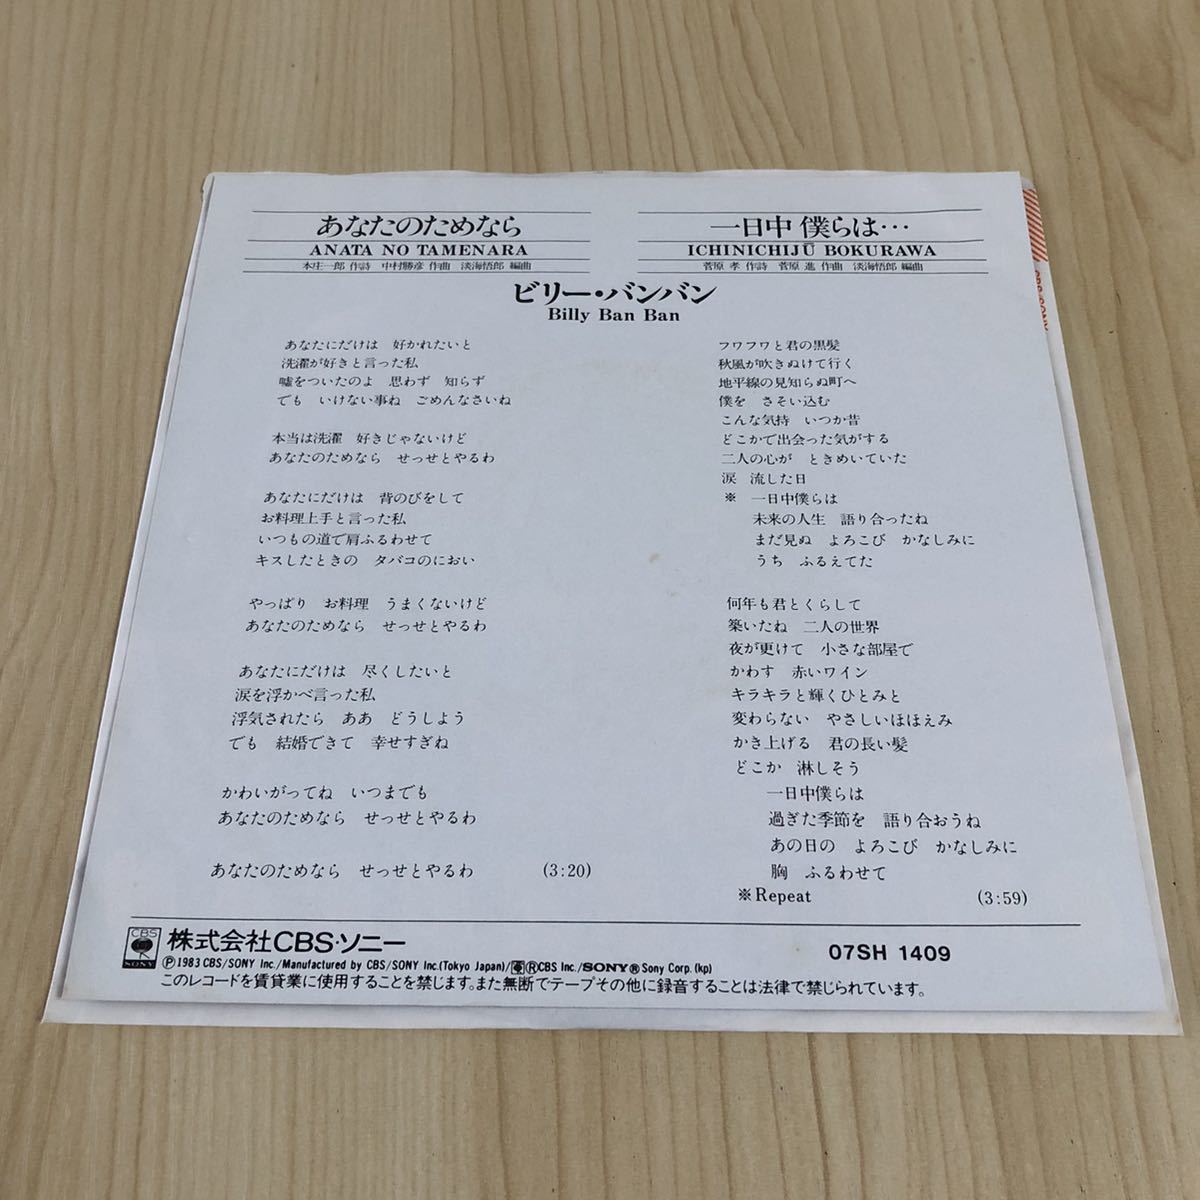 あなたのためなら
ANATA NO TAMENARA
本庄一郎 作詩 中村勝彦 作曲 淡海悟郎 編曲
一日中 僕らは…
ICHINICHIJŪ BOKURAWA
菅原 孝 作詩 菅原 進 作曲 淡海悟郎 編曲
ビリー・バンバン
Billy Ban Ban
あなたにだけは 好かれたいと
洗濯が好きと言った私
嘘をついたのよ 思わず 知らず
でも いけない事ね ごめんなさいね
本当は洗濯 好きじゃないけど
あなたのためなら せっせとやるわ
あなたにだけは 背のびをして
お料理上手と言った私
いつもの道で肩ふるわせて
キスしたときの タバコのにおい
やっぱり お料理 うまくないけど
あなたのためなら せっせとやるわ
あなたにだけは 尽くしたいと
涙を浮かべ言った私
浮気されたら ああ どうしよう
でも 結婚できて 幸せすぎね
かわいがってね いつまでも
あなたのためなら せっせとやるわ
あなたのためなら せっせとやるわ (3:20)
フワフワと君の黒髪
秋風が吹きぬけて行く
地平線の見知らぬ町へ
僕を さそい込む
こんな気持 いつか昔
どこかで出会った気がする
二人の心が ときめいていた
涙 流した日
※ 一日中僕らは
未来の人生 語り合ったね
まだ見ぬ よろこび かなしみに
うち ふるえてた
何年も君とくらして
築いたね 二人の世界
夜が更けて 小さな部屋で
かわす 赤いワイン
キラキラと輝くひとみと
変わらない やさしいほほえみ
かき上げる 君の長い髪
どこか 淋しそう
一日中僕らは
過ぎた季節を 語り合おうね
あの日の よろこび かなしみに
胸 ふるわせて
※Repeat (3:59)
CBS
SONY
株式会社CBS・ソニー
07SH 1409
Ⓟ1983 CBS/SONY Inc./Manufactured by CBS/SONY Inc.(Tokyo Japan)/ⓇCBS Inc./SONYⓇSony Corp.(kp)
このレコードを賃貸業に使用することを禁じます。また無断でテープその他に録音することは法律で禁じられています。
CBS/SONY